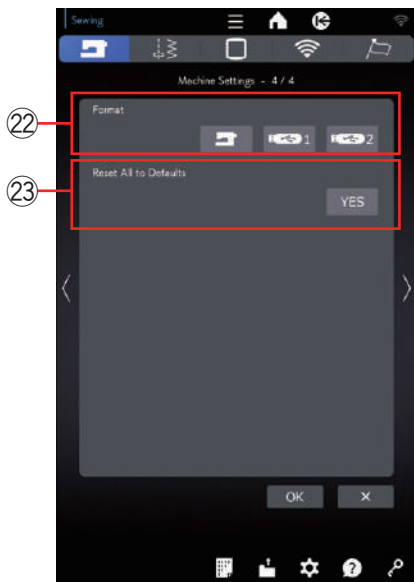 Sewing
Machine Settings - 4 / 4
22
Format
1
2
23
Reset All to Defaults
YES
OK